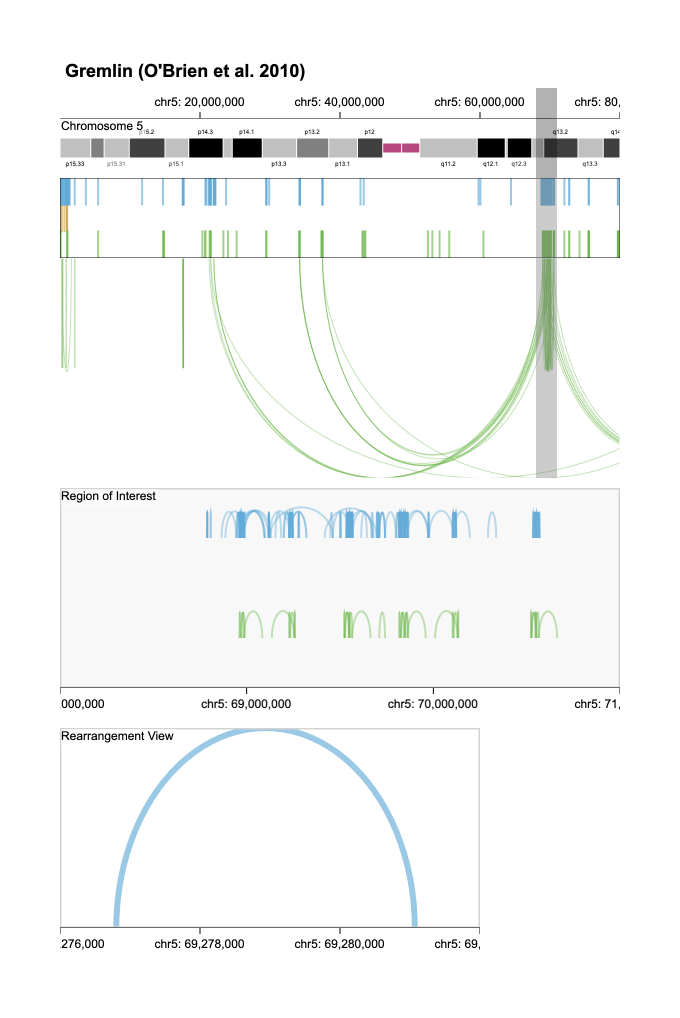 Gremlin (O'Brien et al. 2010)
chr5: 20,000,000 chr5: 40,000,000 chr5: 60,000,000 chr5: 80,
Chromosome 5
p15.2 p14.3 p14.1 p13.2 p12 q13.2 q14
p15.33 p15.31 p15.1 p13.3 p13.1 q11.2 q12.1 q12.3 q13.3
Region of Interest
000,000 chr5: 69,000,000 chr5: 70,000,000 chr5: 71,
Rearrangement View
276,000 chr5: 69,278,000 chr5: 69,280,000 chr5: 69,